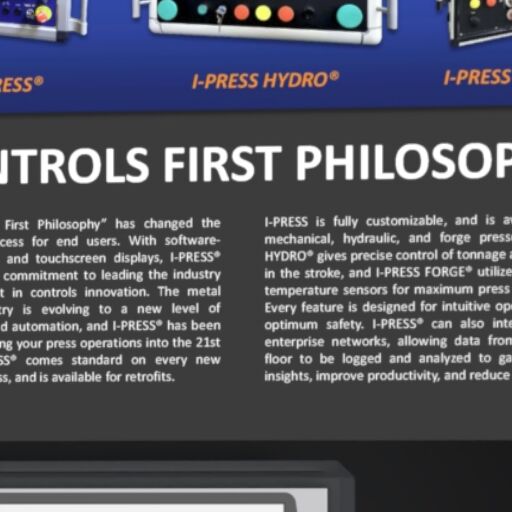 ESS®
I-PRESS HYDRO®
I-PRESS
NTROLS FIRST PHILOSOP
First Philosophy” has changed the
cess for end users. With software-
and touchscreen displays, I-PRESS®
commitment to leading the industry
t in controls innovation. The metal
ry is evolving to a new level of
d automation, and I-PRESS® has been
ng your press operations into the 21st
SS® comes standard on every new
ss, and is available for retrofits.
I-PRESS is fully customizable, and is av
mechanical, hydraulic, and forge press
HYDRO® gives precise control of tonnage a
in the stroke, and I-PRESS FORGE® utilize
temperature sensors for maximum press
Every feature is designed for intuitive ope
optimum safety. I-PRESS® can also inte
enterprise networks, allowing data from
floor to be logged and analyzed to ga
insights, improve productivity, and reduce